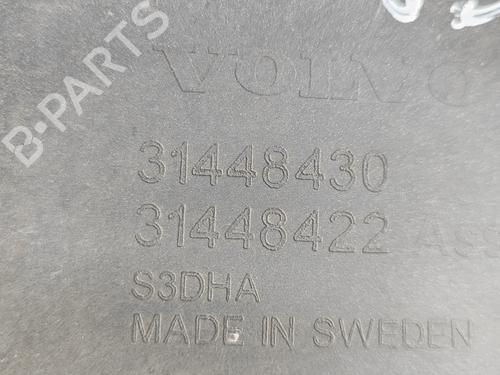 VOLVO
31448430
31448422
S3DHA
MADE IN SWEDEN
B-PARTS